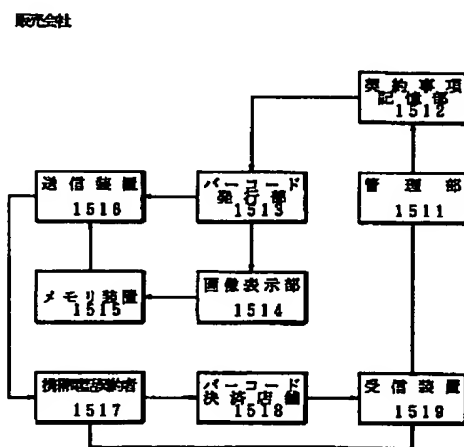 販売会社
契約事項
記憶部
1512
送信装置
1516
バーコード
発行部
1513
管理部
1511
メモリ装置
1515
画像表示部
1514
携帯電話契約者
1517
バーコード
決済店舗
1518
受信装置
1519